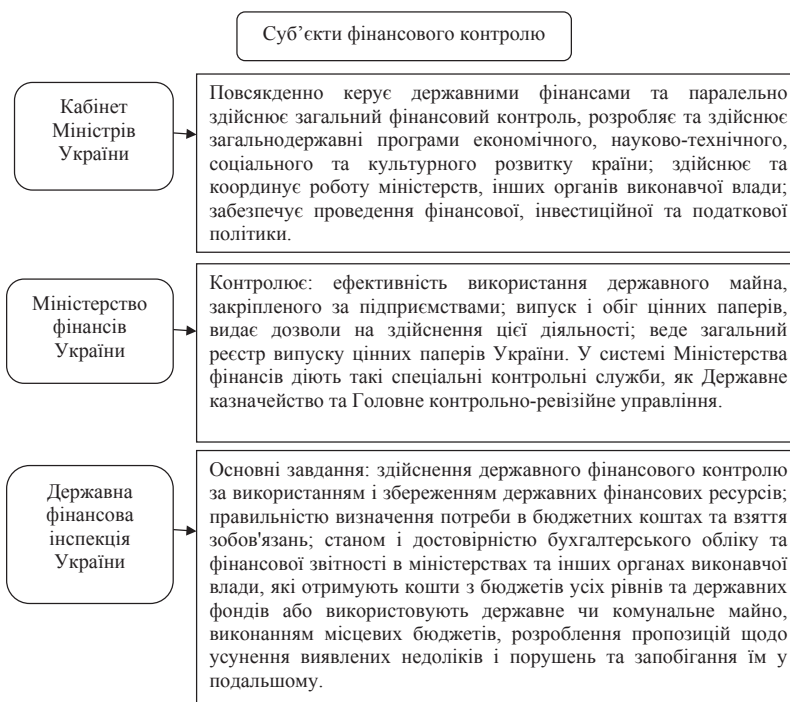 Суб’єкти фінансового контролю
Кабінет
Міністрів
України
Повсякденно керує державними фінансами та паралельно
здійснює загальний фінансовий контроль, розробляє та здійснює
загальнодержавні програми економічного, науково-технічного,
соціального та культурного розвитку країни; здійснює та
координує роботу міністерств, інших органів виконавчої влади;
забезпечує проведення фінансової, інвестиційної та податкової
політики.
Міністерство
фінансів
України
Контролює: ефективність використання державного майна,
закріпленого за підприємствами; випуск і обіг цінних паперів,
видає дозволи на здійснення цієї діяльності; веде загальний
реєстр випуску цінних паперів України. У системі Міністерства
фінансів діють такі спеціальні контрольні служби, як Державне
казначейство та Головне контрольно-ревізійне управління.
Державна
фінансова
інспекція
України
Основні завдання: здійснення державного фінансового контролю
за використанням і збереженням державних фінансових ресурсів;
правильністю визначення потреби в бюджетних коштах та взяття
зобов'язань; станом і достовірністю бухгалтерського обліку та
фінансової звітності в міністерствах та інших органах виконавчої
влади, які отримують кошти з бюджетів усіх рівнів та державних
фондів або використовують державне чи комунальне майно,
виконанням місцевих бюджетів, розроблення пропозицій щодо
усунення виявлених недоліків і порушень та запобігання їм у
подальшому.